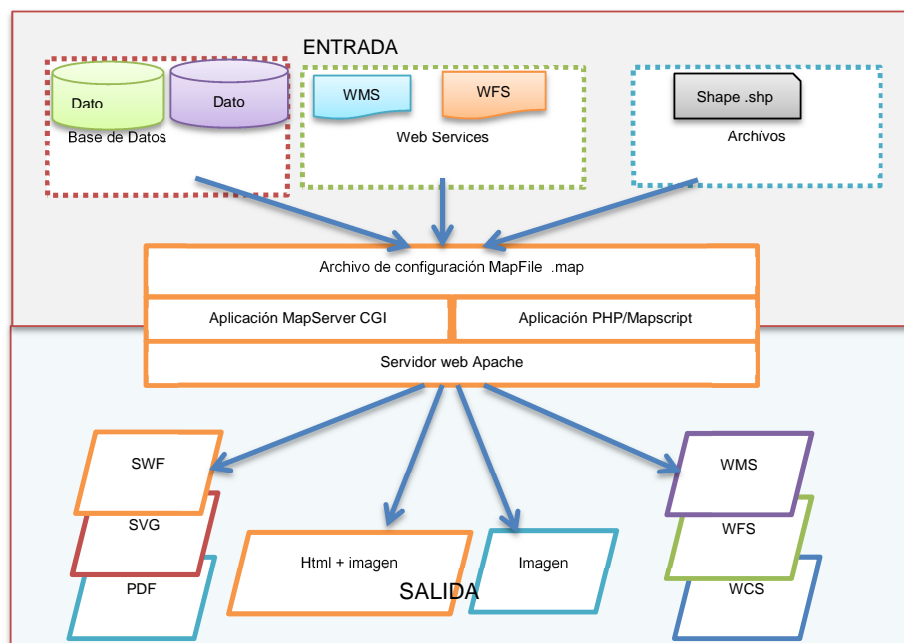 ENTRADA
Dato
Dato
Base de Datos
WMS
WFS
Web Services
Shape .shp
Archivos
Archivo de configuración MapFile .map
Aplicación MapServer CGI
Aplicación PHP/Mapscript
Servidor web Apache
SWF
SVG
PDF
Html + imagen
Imagen
SALIDA
WMS
WFS
WCS